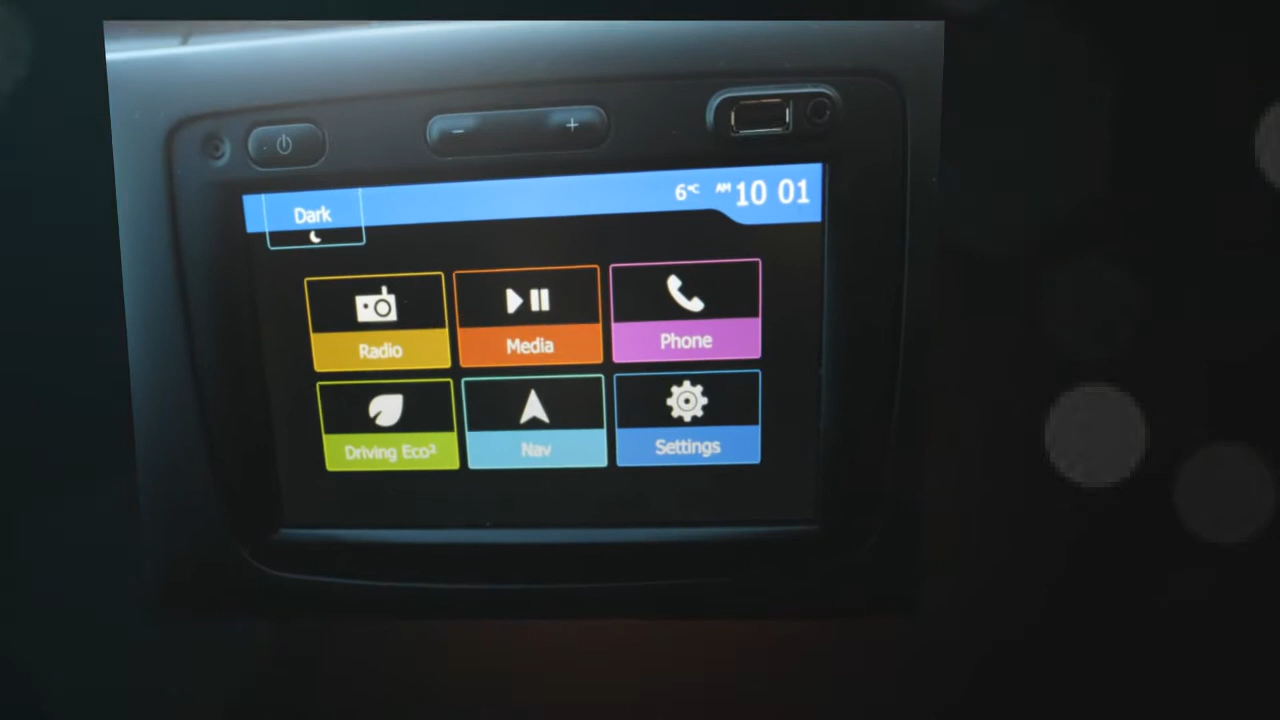 - +
Dark
6°C AM 10 01
Radio
Media
Phone
Driving Eco²
Nav
Settings